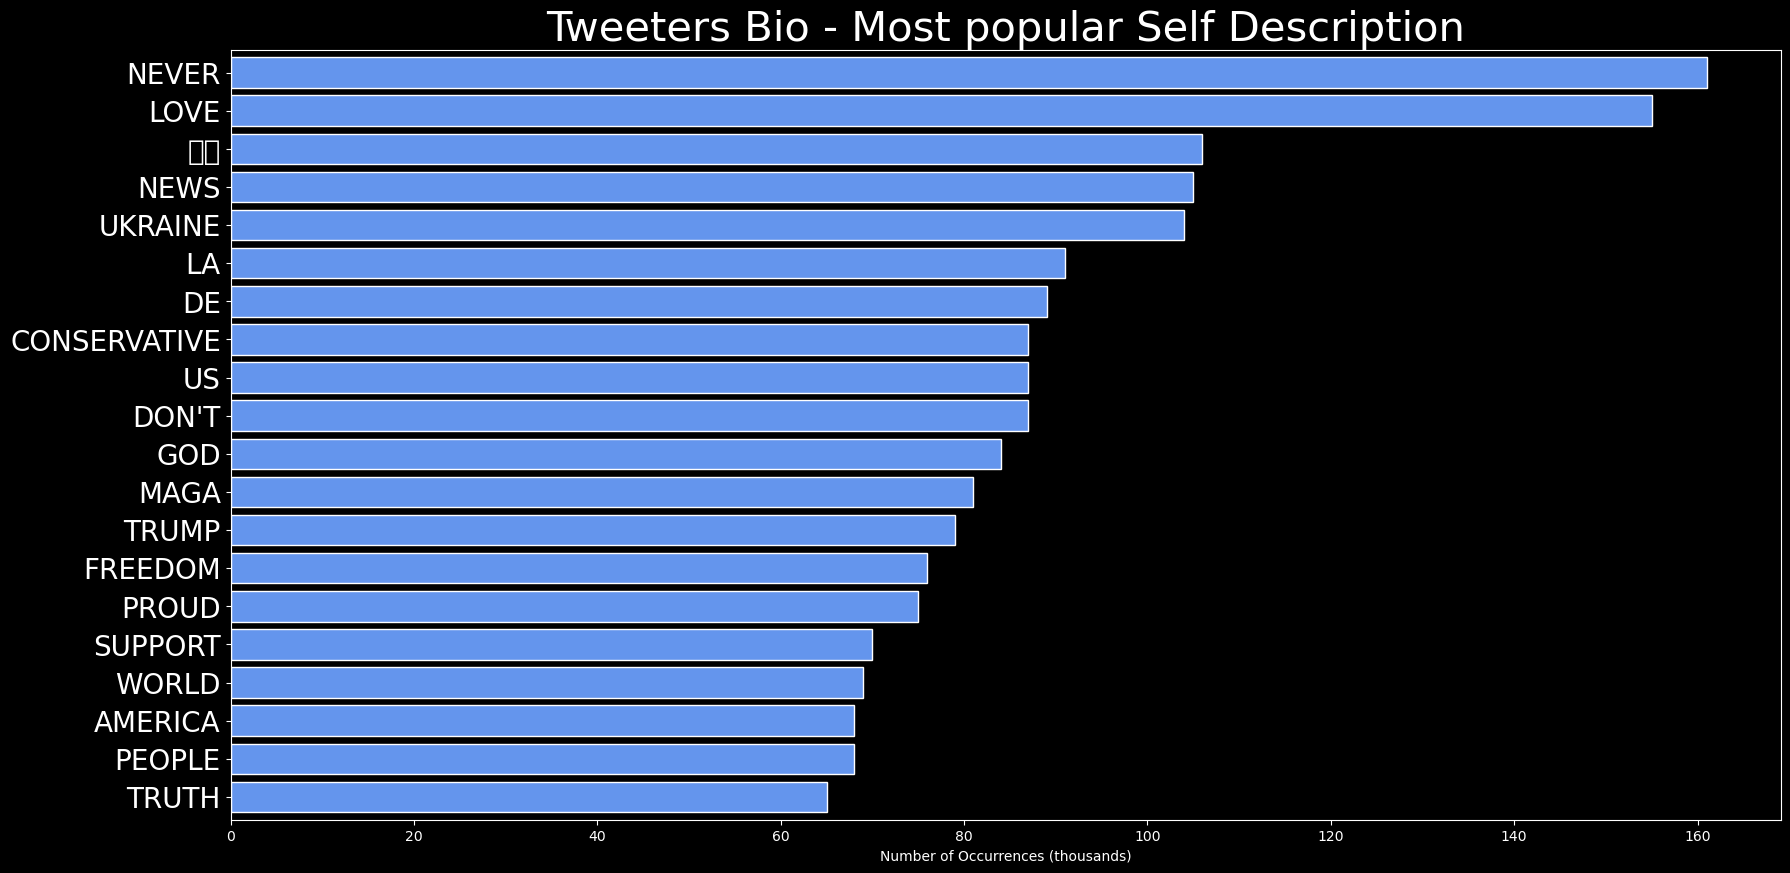 Tweeters Bio - Most popular Self Description
NEVER
LOVE
NEWS
UKRAINE
LA
DE
CONSERVATIVE
US
DON'T
GOD
MAGA
TRUMP
FREEDOM
PROUD
SUPPORT
WORLD
AMERICA
PEOPLE
TRUTH
0 20 40 60 80 100 120 140 160
Number of Occurrences (thousands)